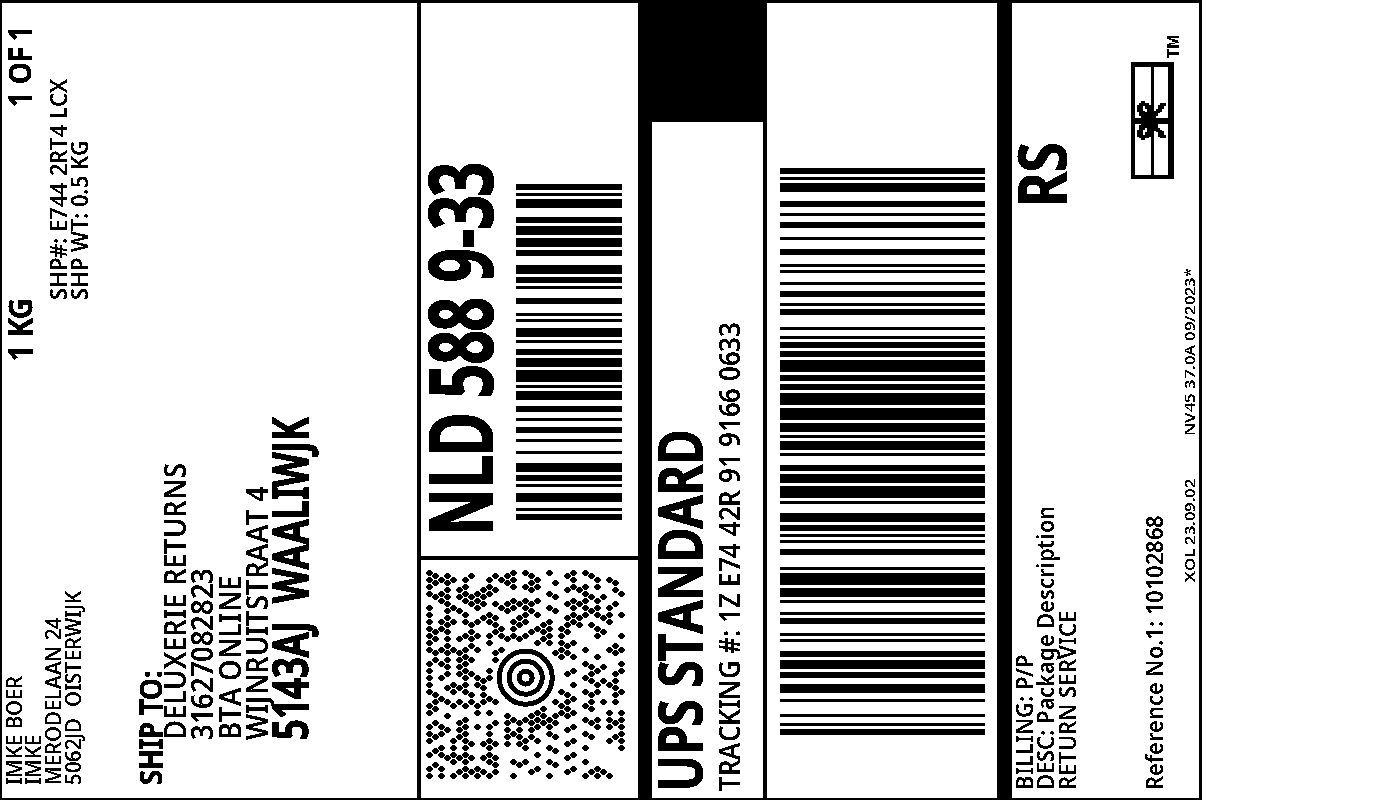 IMKE BOER
IMKE
MERODELAAN 24
5062JD OISTERWIJK
1 KG
1 OF 1
SHP#: E744 2RT4 LCX
SHP WT: 0.5 KG
SHIP TO:
DELUXERIE RETURNS
31627082823
BTA ONLINE
WIJNRUITSTRAAT 4
5143AJ WAALIWJK
NLD 588 9-33
UPS STANDARD
TRACKING #: 1Z E74 42R 91 9166 0633
BILLING: P/P
DESC: Package Description
RETURN SERVICE
RS
Reference No.1: 10102868
XOL 23.09.02
NV45 37.0A 09/2023*
TM